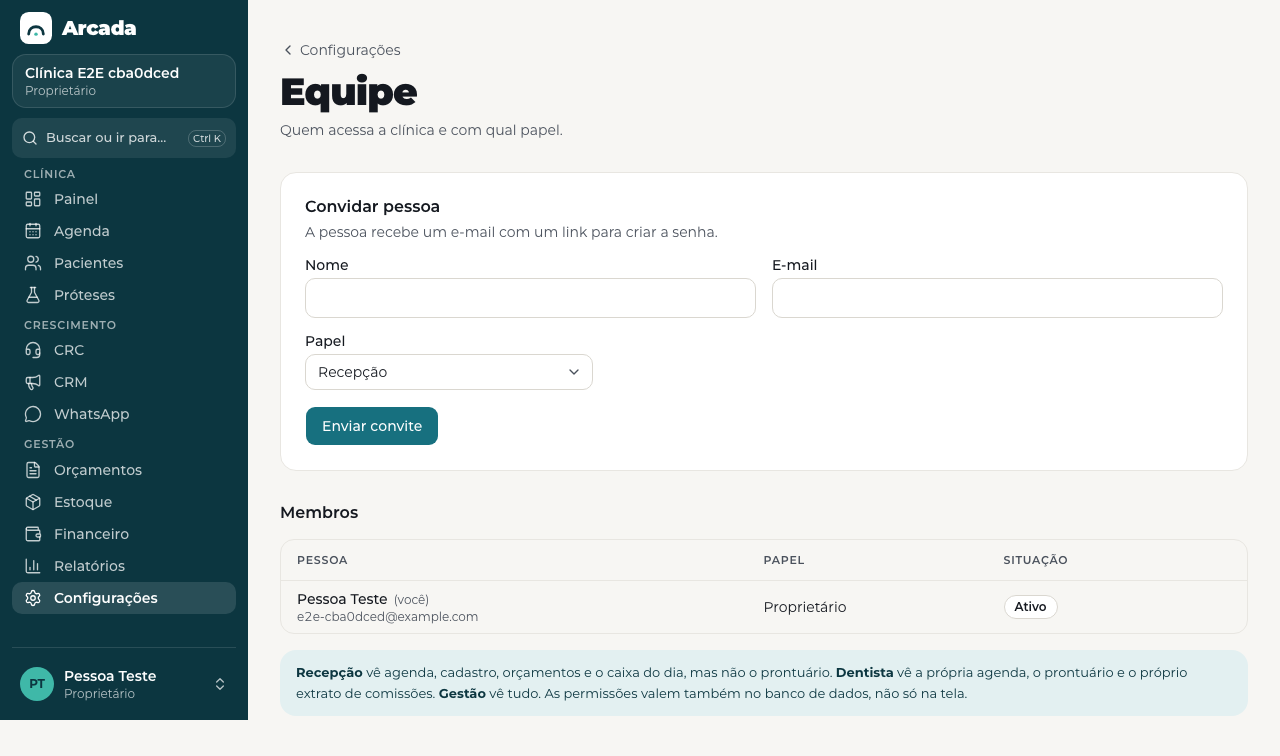 Arcada
Clínica E2E cba0dced
Proprietário
Buscar ou ir para... Ctrl K
CLÍNICA
Painel
Agenda
Pacientes
Próteses
CRESCIMENTO
CRC
CRM
WhatsApp
GESTÃO
Orçamentos
Estoque
Financeiro
Relatórios
Configurações
PT
Pessoa Teste
Proprietário
Configurações
Equipe
Quem acessa a clínica e com qual papel.
Convidar pessoa
A pessoa recebe um e-mail com um link para criar a senha.
Nome E-mail
Papel
Recepção
Enviar convite
Membros
PESSOA PAPEL SITUAÇÃO
Pessoa Teste (você)
e2e-cba0dced@example.com
Proprietário Ativo
Recepção vê agenda, cadastro, orçamentos e o caixa do dia, mas não o prontuário. Dentista vê a própria agenda, o prontuário e o próprio
extrato de comissões. Gestão vê tudo. As permissões valem também no banco de dados, não só na tela.